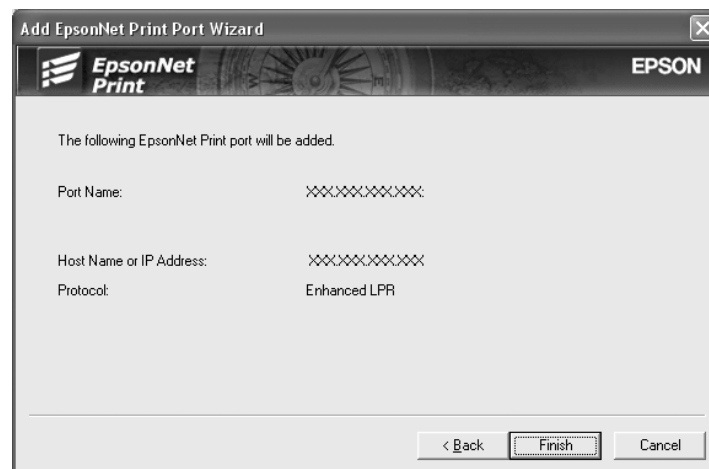 Add EpsonNet Print Port Wizard
EpsonNet
Print
EPSON
The following EpsonNet Print port will be added.
Port Name: XXX.XXX.XXX.XXX:
Host Name or IP Address: XXX.XXX.XXX.XXX
Protocol: Enhanced LPR
< Back Finish Cancel